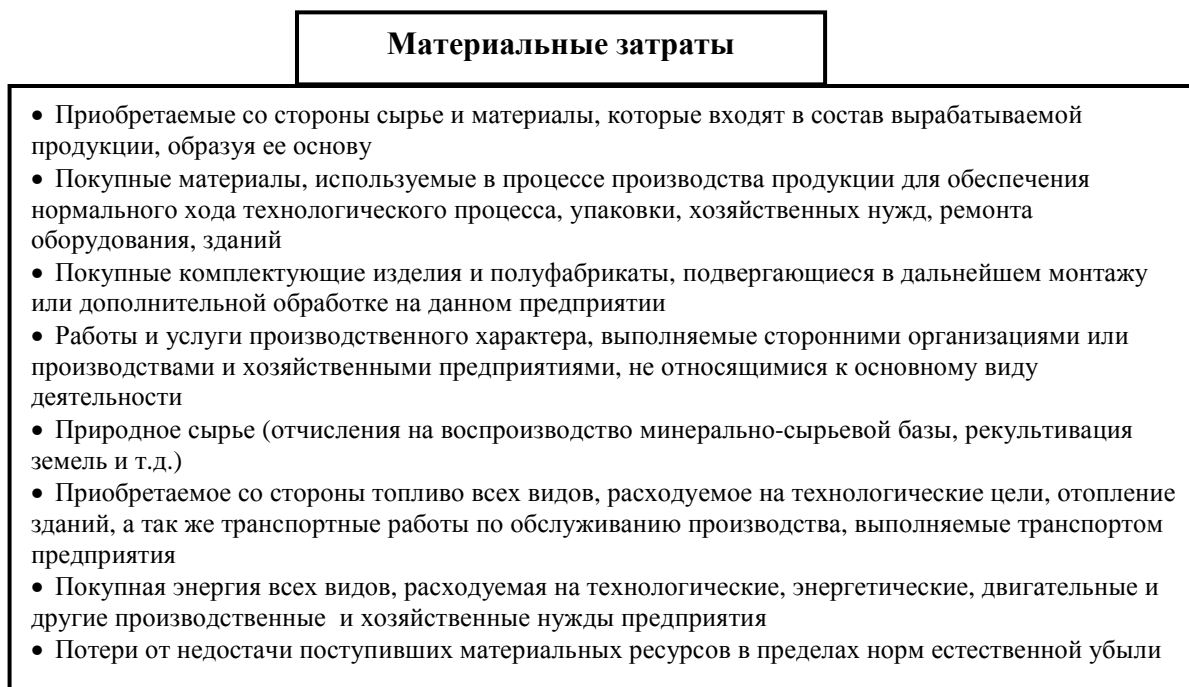 Материальные затраты
• Приобретаемые со стороны сырье и материалы, которые входят в состав вырабатываемой
продукции, образуя ее основу
• Покупные материалы, используемые в процессе производства продукции для обеспечения
нормального хода технологического процесса, упаковки, хозяйственных нужд, ремонта
оборудования, зданий
• Покупные комплектующие изделия и полуфабрикаты, подвергающиеся в дальнейшем монтажу
или дополнительной обработке на данном предприятии
• Работы и услуги производственного характера, выполняемые сторонними организациями или
производствами и хозяйственными предприятиями, не относящимися к основному виду
деятельности
• Природное сырье (отчисления на воспроизводство минерально-сырьевой базы, рекультивация
земель и т.д.)
• Приобретаемое со стороны топливо всех видов, расходуемое на технологические цели, отопление
зданий, а так же транспортные работы по обслуживанию производства, выполняемые транспортом
предприятия
• Покупная энергия всех видов, расходуемая на технологические, энергетические, двигательные и
другие производственные  и хозяйственные нужды предприятия
• Потери от недостачи поступивших материальных ресурсов в пределах норм естественной убыли